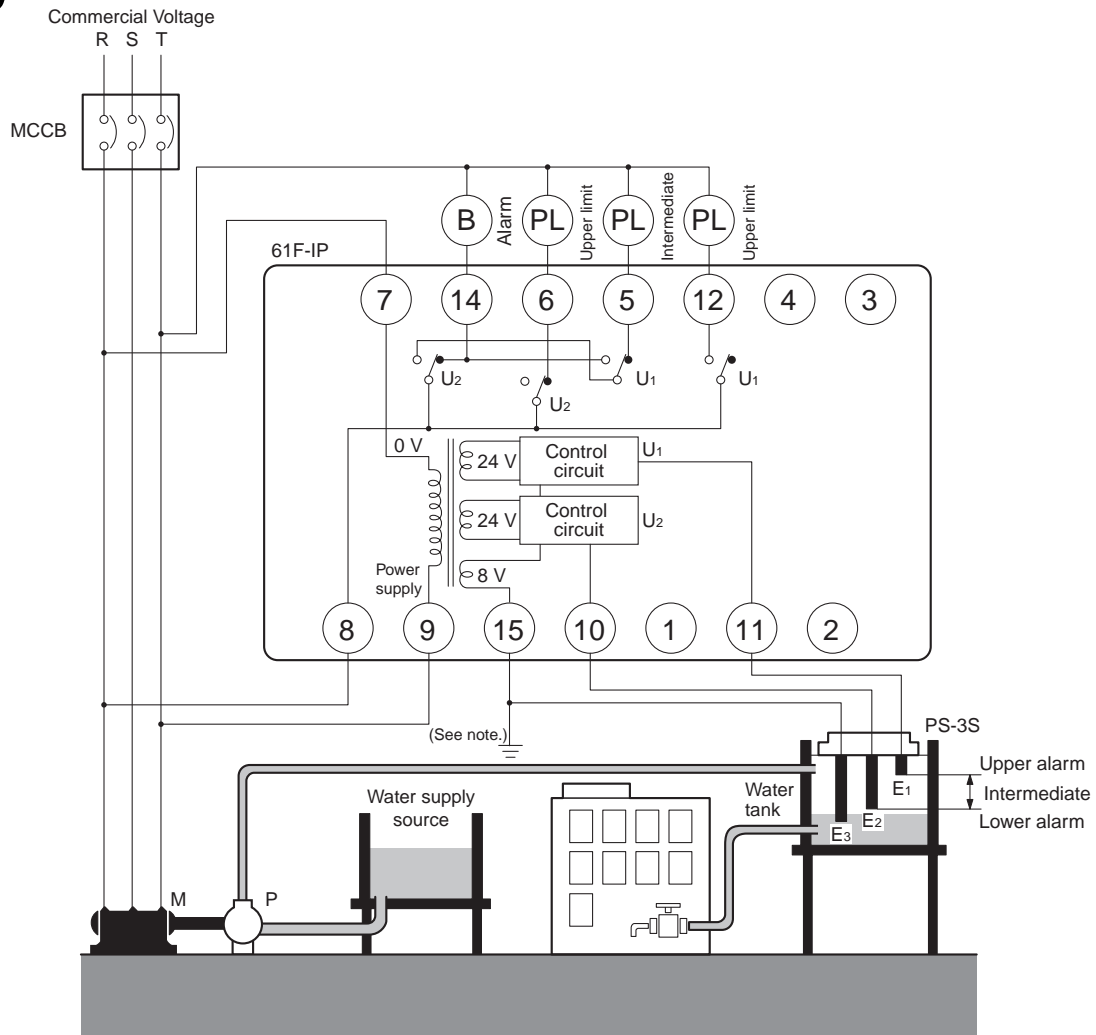 Commercial Voltage
R S T
MCCB
B PL PL PL
Alarm
Upper limit
Intermediate
Upper limit
61F-IP
7 14 6 5 12 4 3
U2
U1
U1
U2
0 V
24 V
Control
circuit
U1
24 V
Control
circuit
U2
Power
supply
8 V
8 9 15 10 1 11 2
(See note.)
PS-3S
Water supply
source
Water
tank
E1
E2
E3
Upper alarm
Intermediate
Lower alarm
M P